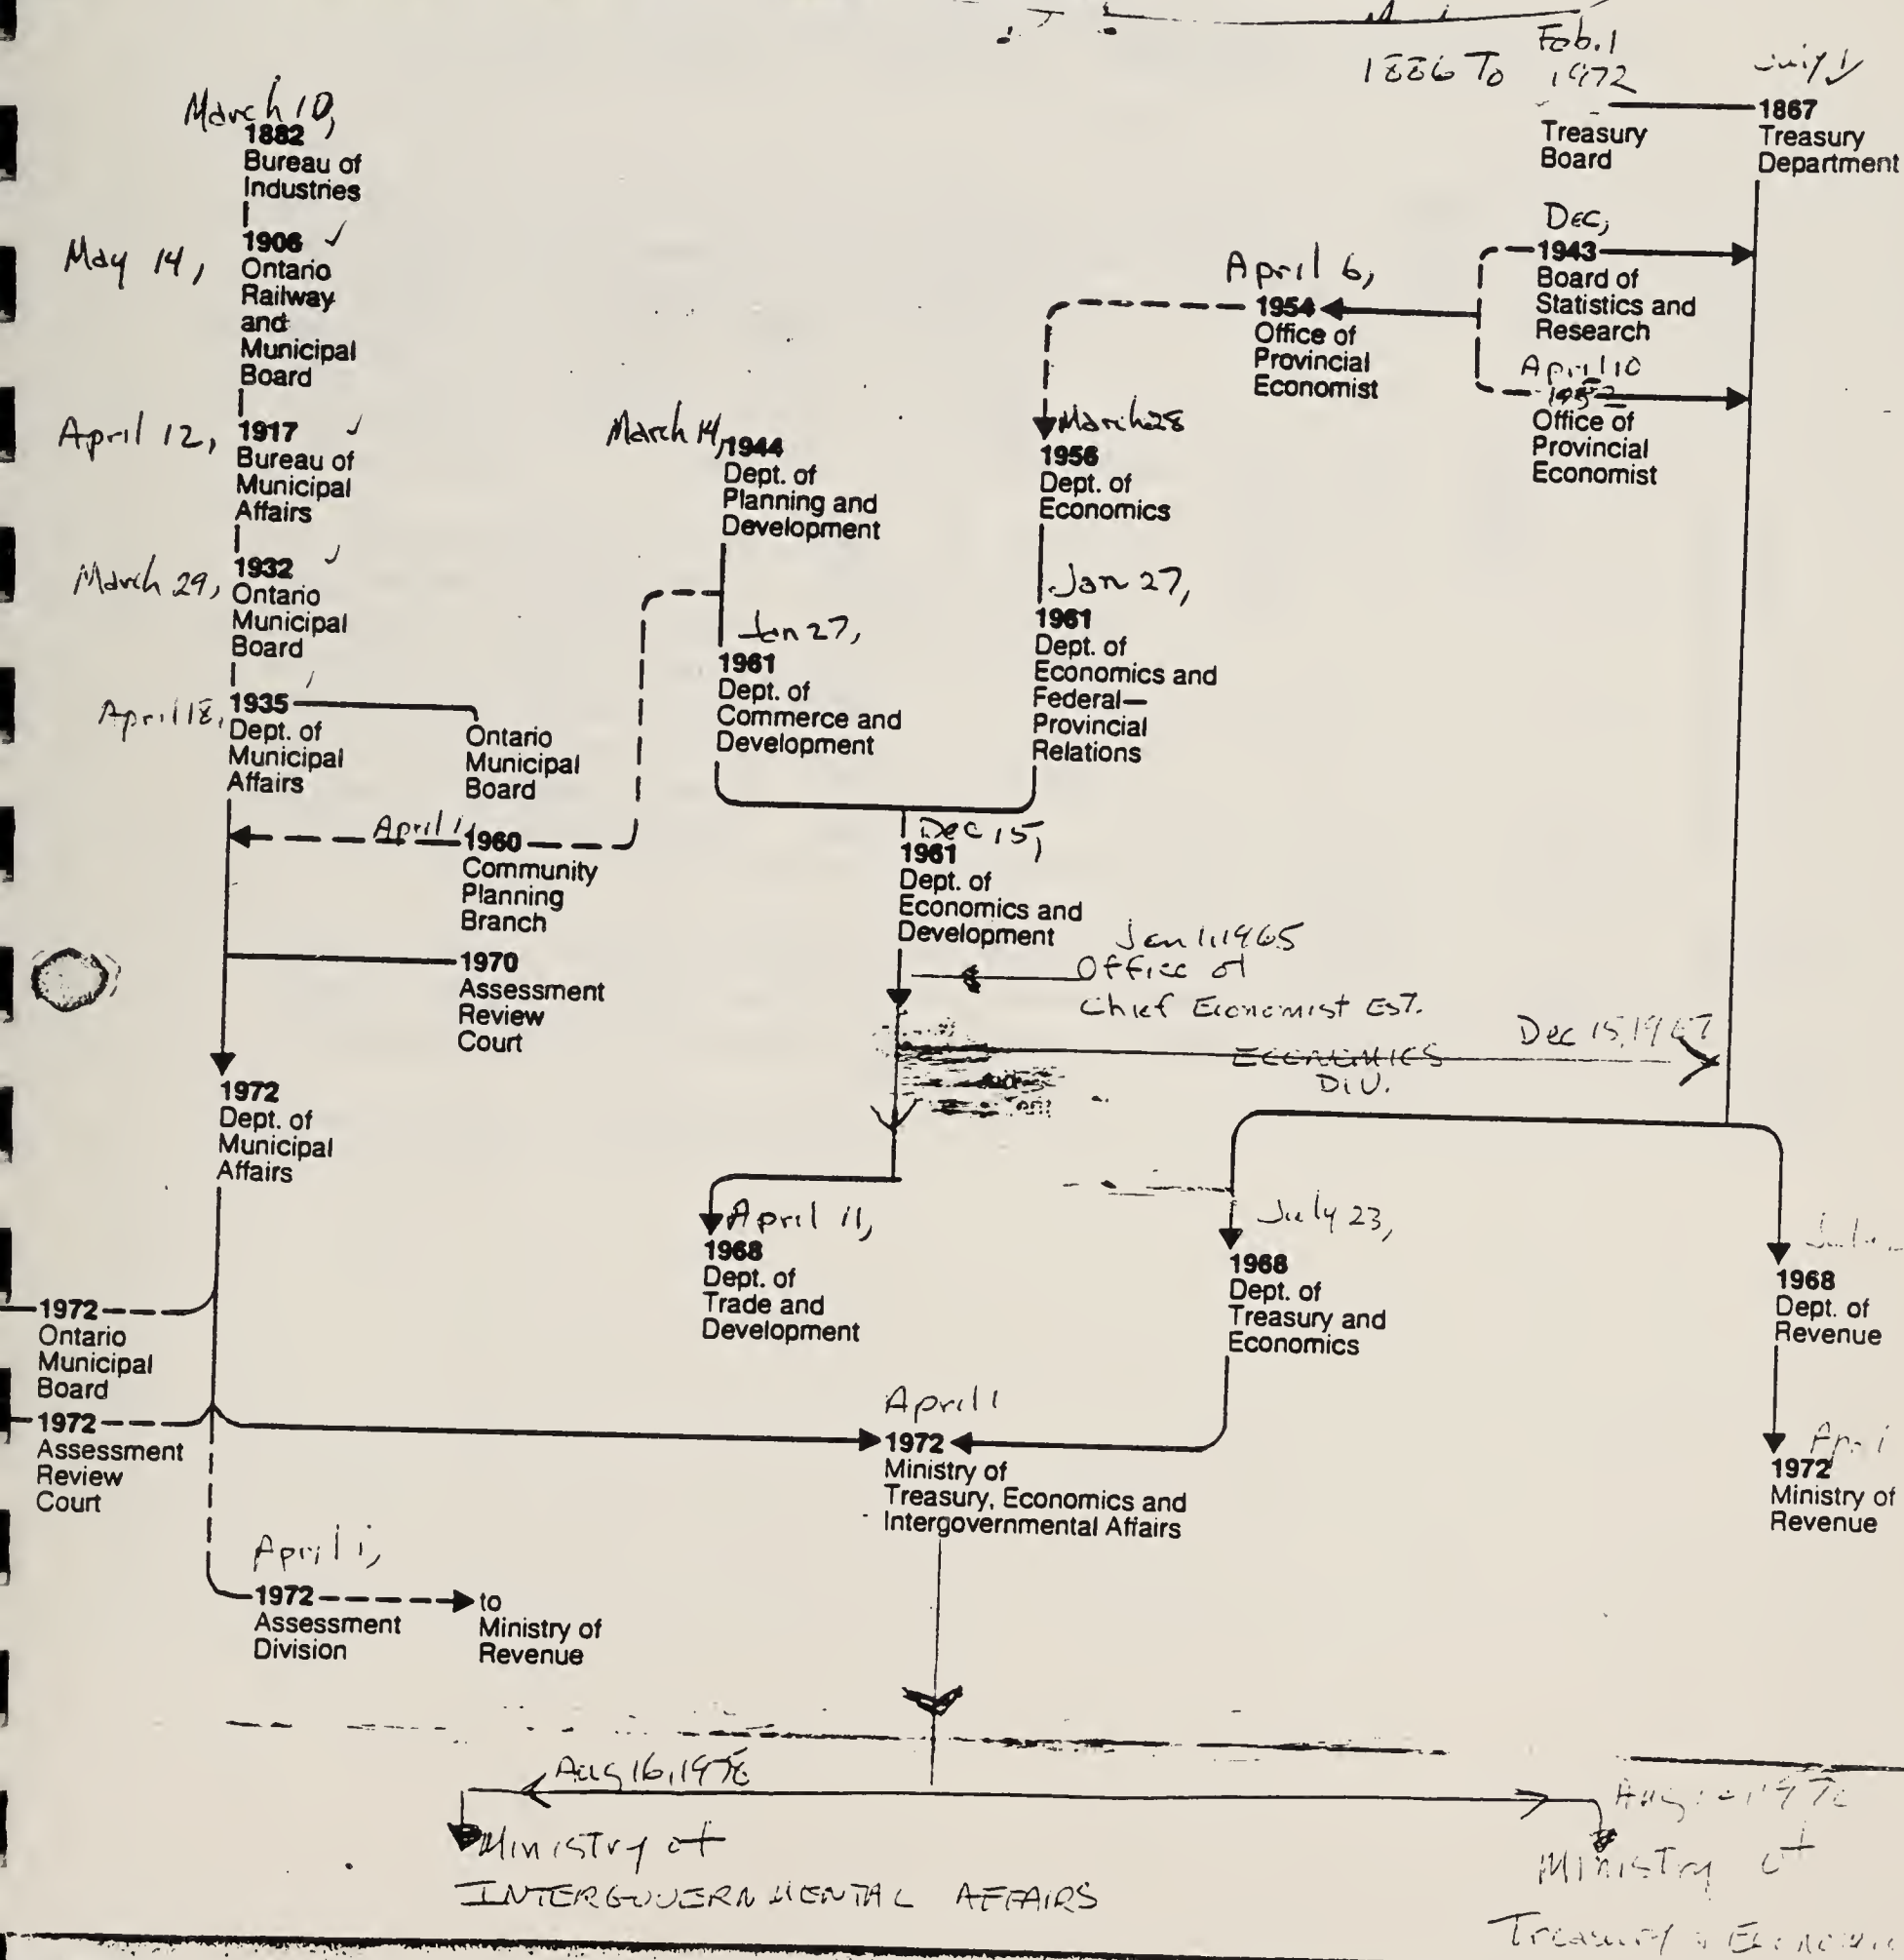 1886 To
Feb. 1
1972
July 1
1867
Treasury
Department
Treasury
Board
March 10,
1882
Bureau of
Industries
May 14,
1906
Ontario
Railway
and
Municipal
Board
April 12,
1917
Bureau of
Municipal
Affairs
March 29,
1932
Ontario
Municipal
Board
April 18,
1935
Dept. of
Municipal
Affairs
Ontario
Municipal
Board
April 1,
1960
Community
Planning
Branch
1970
Assessment
Review
Court
1972
Dept. of
Municipal
Affairs
1972
Ontario
Municipal
Board
1972
Assessment
Review
Court
April 1,
1972
Assessment
Division
to
Ministry of
Revenue
March 14,
1944
Dept. of
Planning and
Development
Jan 27,
1961
Dept. of
Commerce and
Development
Dec,
1943
Board of
Statistics and
Research
April 10
1952
Office of
Provincial
Economist
April 6,
1954
Office of
Provincial
Economist
March 28
1956
Dept. of
Economics
Jan 27,
1961
Dept. of
Economics and
Federal—
Provincial
Relations
Dec 15,
1961
Dept. of
Economics and
Development
Jan 1, 1965
Office of
Chief Economist EST.
Dec 15, 1967
ECONOMICS
DIV.
April 11,
1968
Dept. of
Trade and
Development
July 23,
1968
Dept. of
Treasury and
Economics
1968
Dept. of
Revenue
April
1972
Ministry of
Revenue
April 1
1972
Ministry of
Treasury, Economics and
Intergovernmental Affairs
Aug 16, 1978
Ministry of
INTERGOVERNMENTAL AFFAIRS
Ministry of
Treasury